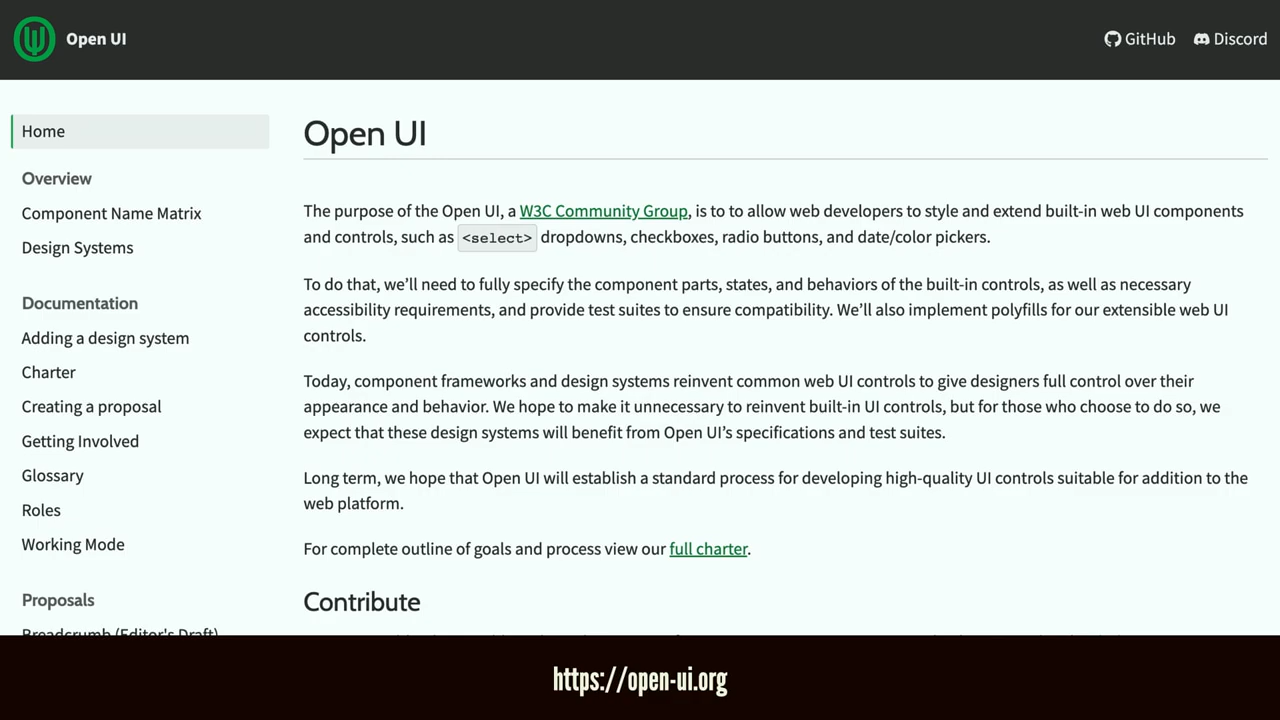 Open UI
GitHub
Discord
Home
Overview
Component Name Matrix
Design Systems
Documentation
Adding a design system
Charter
Creating a proposal
Getting Involved
Glossary
Roles
Working Mode
Proposals
Breadcrumb (Editor's Draft)
Open UI
The purpose of the Open UI, a W3C Community Group, is to to allow web developers to style and extend built-in web UI components
and controls, such as <select> dropdowns, checkboxes, radio buttons, and date/color pickers.
To do that, we'll need to fully specify the component parts, states, and behaviors of the built-in controls, as well as necessary
accessibility requirements, and provide test suites to ensure compatibility. We'll also implement polyfills for our extensible web UI
controls.
Today, component frameworks and design systems reinvent common web UI controls to give designers full control over their
appearance and behavior. We hope to make it unnecessary to reinvent built-in UI controls, but for those who choose to do so, we
expect that these design systems will benefit from Open UI's specifications and test suites.
Long term, we hope that Open UI will establish a standard process for developing high-quality UI controls suitable for addition to the
web platform.
For complete outline of goals and process view our full charter.
Contribute
https://open-ui.org